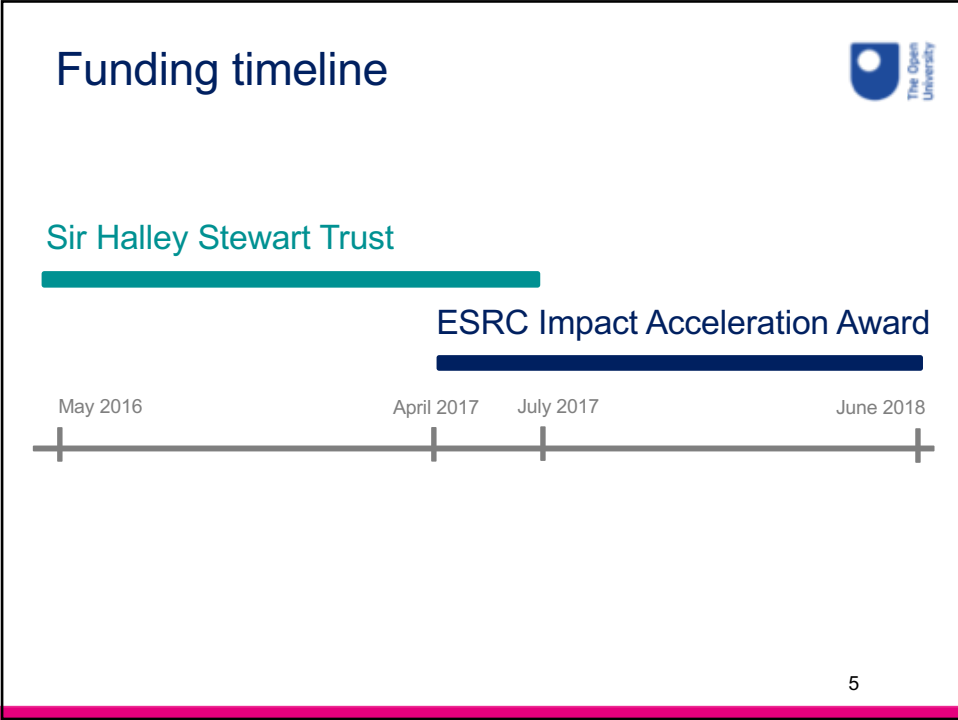 Funding timeline
The Open
University
Sir Halley Stewart Trust
ESRC Impact Acceleration Award
May 2016
April 2017
July 2017
June 2018
5